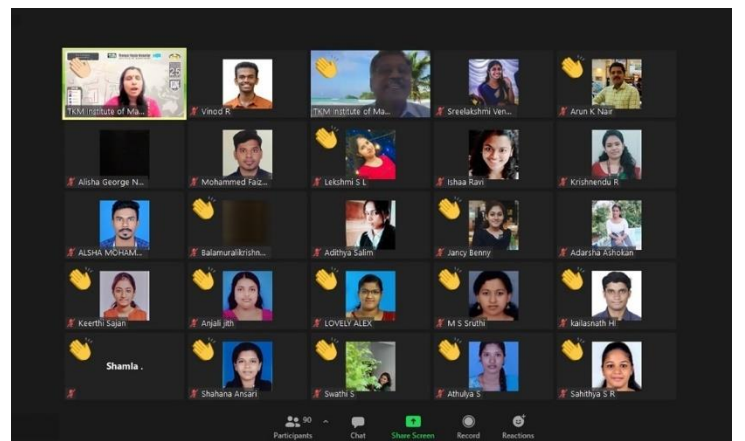 TKM Institute of Ma...
Vinod R
TKM Institute of Ma...
Sreelakshmi Ven...
Arun K Nair
Alisha George N...
Mohammed Faiz...
Lekshmi S L
Ishaa Ravi
Krishnendu R
ALSHA MOHAM...
Balamuralikrishn...
Adithya Salim
Jancy Benny
Adarsha Ashokan
Keerthi Sajan
Anjali jith
LOVELY ALEX
M S Sruthi
kailasnath Hl
Shamla .
Shahana Ansari
Swathi S
Athulya S
Sahithya S R
90
Participants
Chat
Share Screen
Record
Reactions